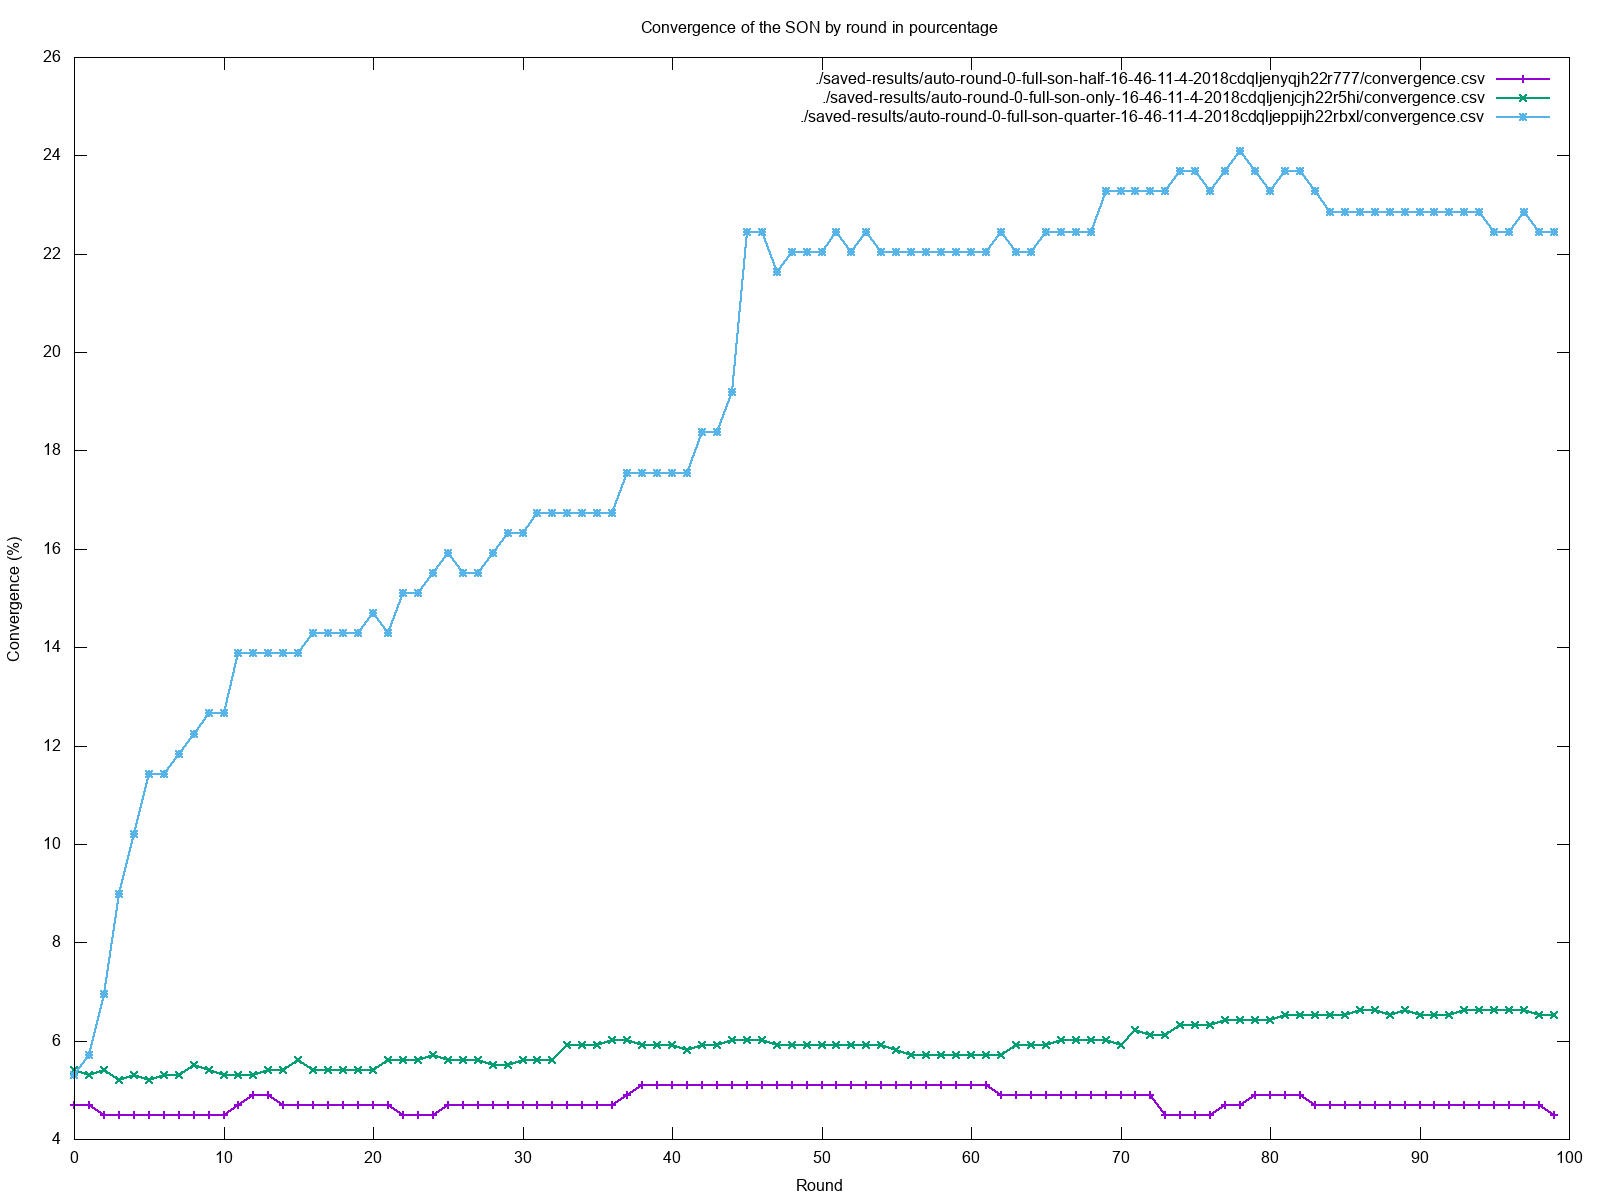 Convergence of the SON by round in pourcentage
./saved-results/auto-round-0-full-son-half-16-46-11-4-2018cdqljenyqjh22r777/convergence.csv
./saved-results/auto-round-0-full-son-only-16-46-11-4-2018cdqljenjcjh22r5hi/convergence.csv
./saved-results/auto-round-0-full-son-quarter-16-46-11-4-2018cdqljeppijh22rbxl/convergence.csv
26
24
22
20
18
16
14
12
10
8
6
4
Convergence (%)
0 10 20 30 40 50 60 70 80 90 100
Round